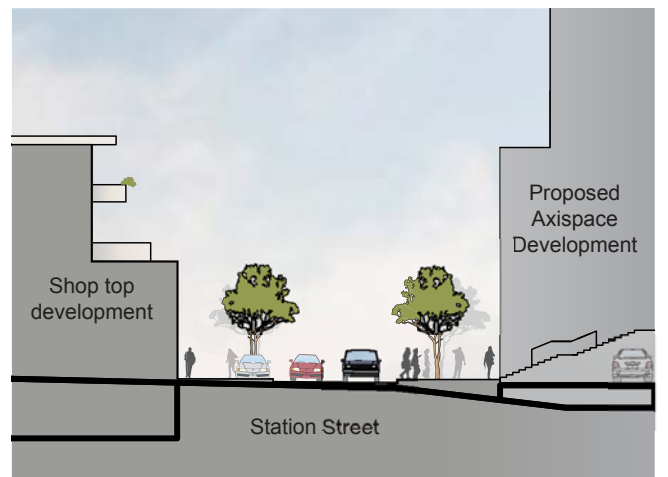 Shop top
development
Proposed
Axispace
Development
Station Street